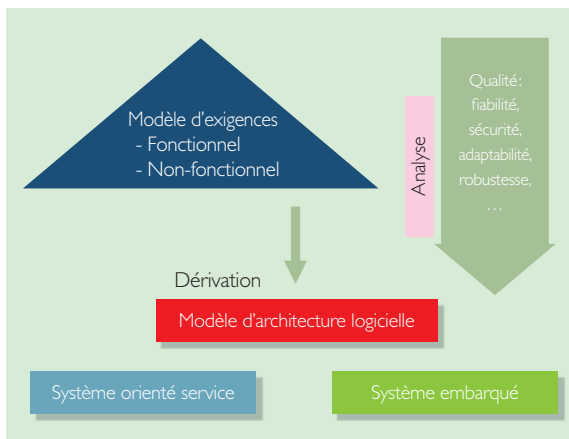 Modèle d'exigences
- Fonctionnel
- Non-fonctionnel
Qualité:
fiabilité,
sécurité,
adaptabilité,
robustesse,
...
Analyse
Dérivation
Modèle d'architecture logicielle
Système orienté service
Système embarqué